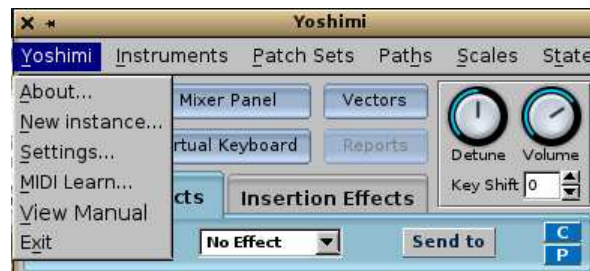 Yoshimi
Yoshimi Instruments Patch Sets Paths Scales State
About...
New instance...
Settings...
MIDI Learn...
View Manual
Exit
Mixer Panel Vectors
rtual Keyboard Reports
Detune Volume
Key Shift 0
cts Insertion Effects
No Effect Send to C
P